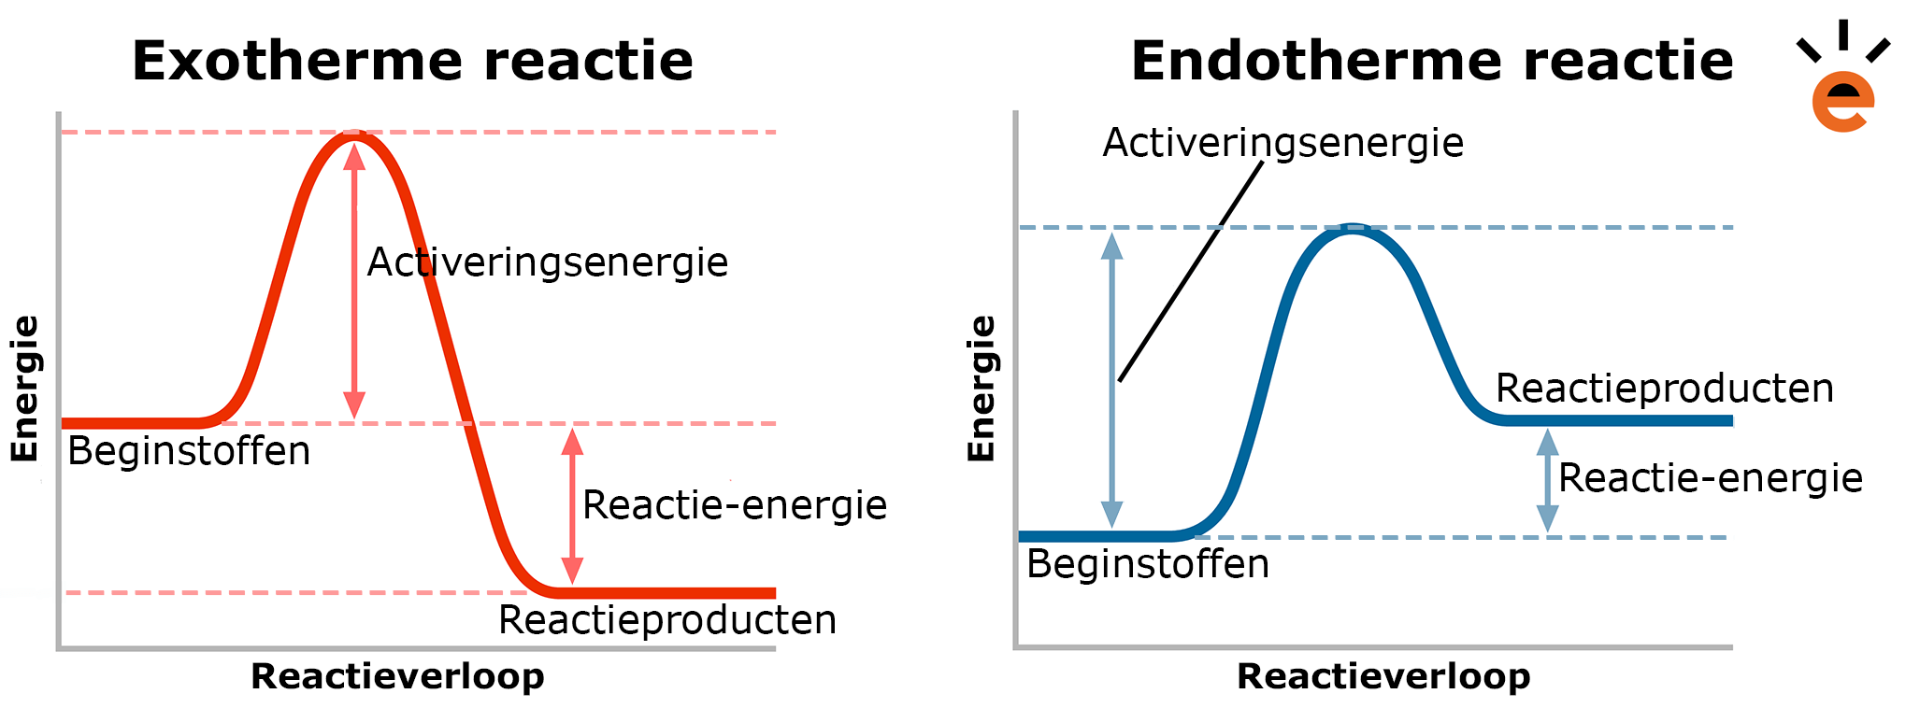 Exotherme reactie
Activeringsenergie
Energie
Beginstoffen
Reactie-energie
Reactieproducten
Reactieverloop
Endotherme reactie
e
Activeringsenergie
Energie
Reactieproducten
Reactie-energie
Beginstoffen
Reactieverloop